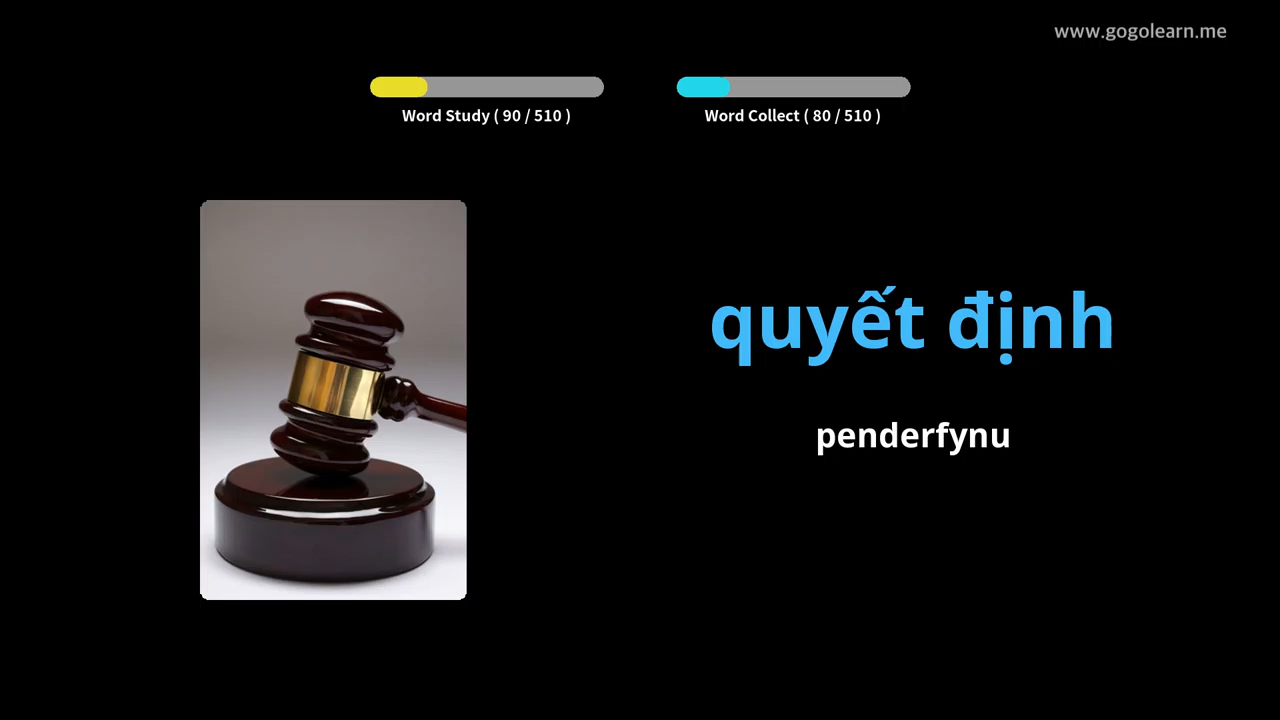 www.gogolearn.me
Word Study ( 90 / 510 )
Word Collect ( 80 / 510 )
quyết định
penderfynu